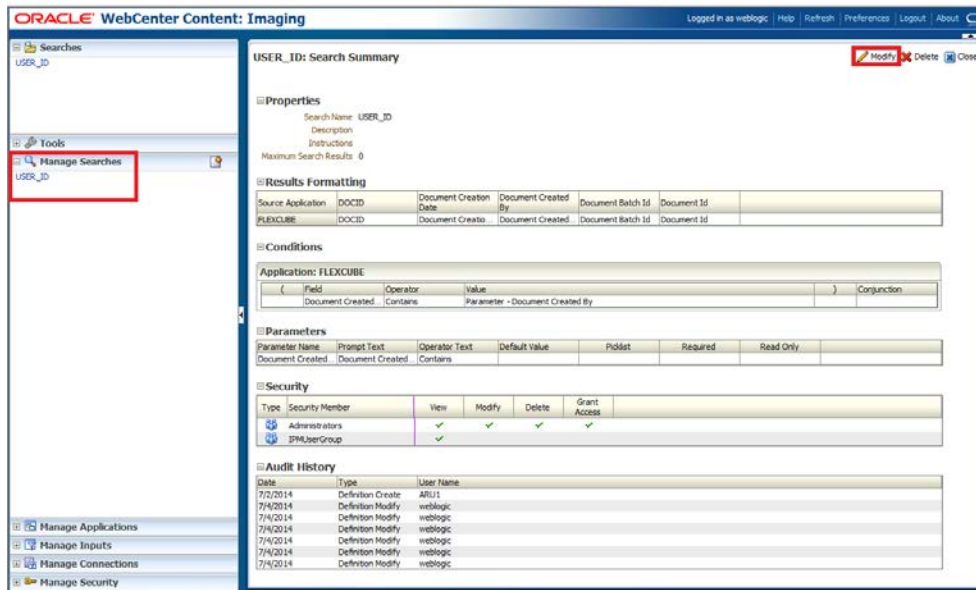 ORACLE WebCenter Content: Imaging
Logged in as weblogic Help Refresh Preferences Logout About
Searches
USER_ID
Tools
Manage Searches
USER_ID
Manage Applications
Manage Inputs
Manage Connections
Manage Security
USER_ID: Search Summary
Modify Delete Close
Properties
Search Name USER_ID
Description
Instructions
Maximum Search Results 0
Results Formatting
Source Application DOCID Document Creation Date Document Created By Document Batch Id Document Id
FLEXCUBE DOCID Document Creatio... Document Created... Document Batch Id Document Id
Conditions
Application: FLEXCUBE
( Field Operator Value ) Conjunction
Document Created... Contains Parameter - Document Created By
Parameters
Parameter Name Prompt Text Operator Text Default Value Picklist Required Read Only
Document Created... Document Created... Contains
Security
Type Security Member View Modify Delete Grant Access
Administrators
IPMUserGroup
Audit History
Date Type User Name
7/2/2014 Definition Create ARU1
7/4/2014 Definition Modify weblogic
7/4/2014 Definition Modify weblogic
7/4/2014 Definition Modify weblogic
7/4/2014 Definition Modify weblogic
7/4/2014 Definition Modify weblogic
7/4/2014 Definition Modify weblogic